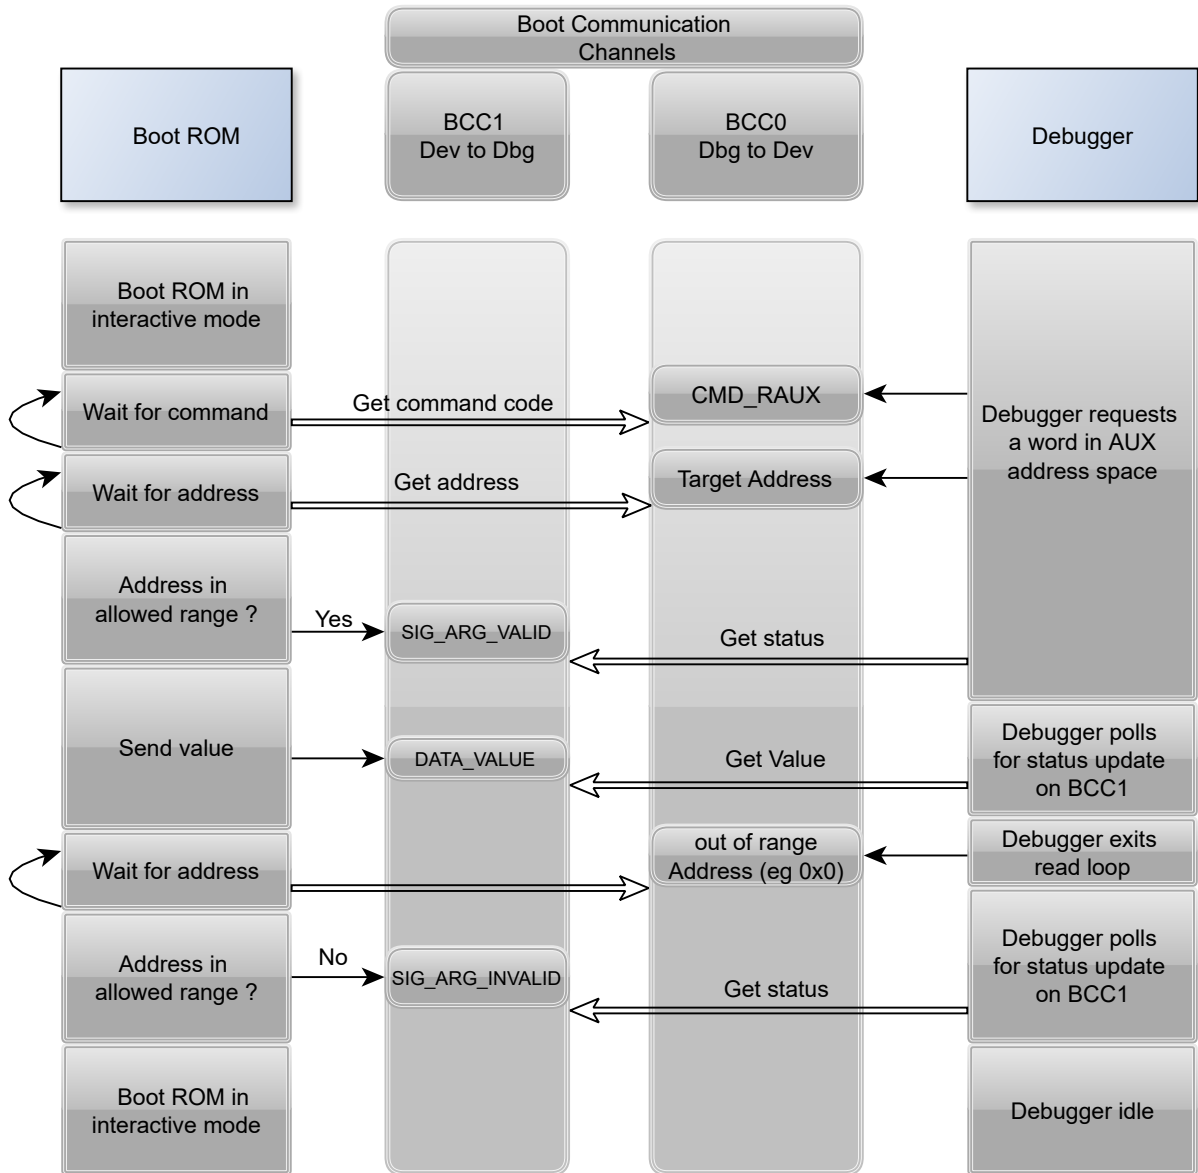 Boot Communication
Channels
Boot ROM
BCC1
Dev to Dbg
BCC0
Dbg to Dev
Debugger
Boot ROM in
interactive mode
Wait for command
Get command code
CMD_RAUX
Debugger requests
a word in AUX
address space
Wait for address
Get address
Target Address
Address in
allowed range ?
Yes
SIG_ARG_VALID
Get status
Send value
DATA_VALUE
Get Value
Debugger polls
for status update
on BCC1
Wait for address
out of range
Address (eg 0x0)
Debugger exits
read loop
Address in
allowed range ?
No
SIG_ARG_INVALID
Get status
Debugger polls
for status update
on BCC1
Boot ROM in
interactive mode
Debugger idle